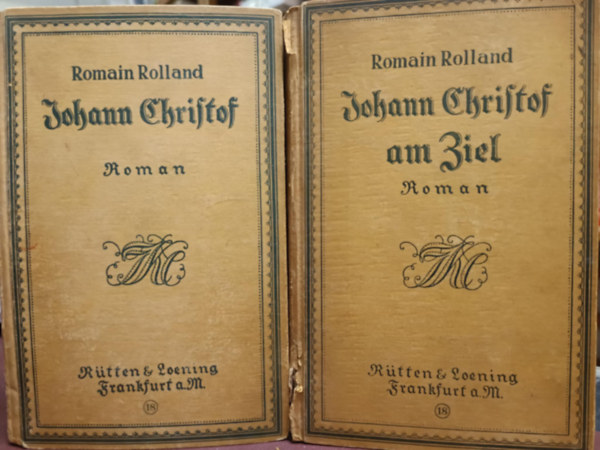 Romain Rolland
Johann Christof
Roman
Rütten & Loening
Frankfurt a.M.
18
Romain Rolland
Johann Christof
am Ziel
Roman
Rütten & Loening
Frankfurt a.M.
18